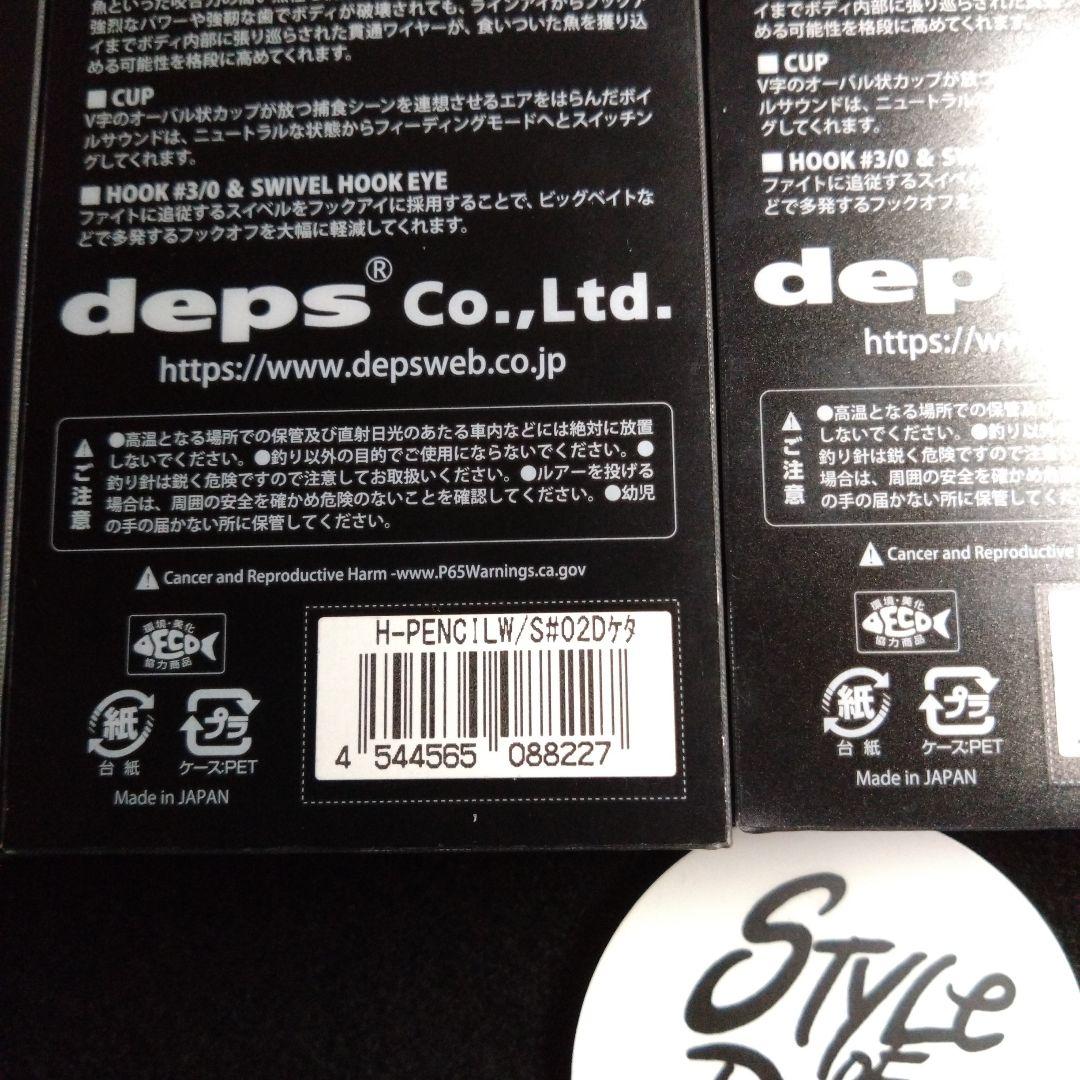 強烈なパワーや強靭な歯でボディが破壊されても、ラインアイからフックア
イまでボディ内部に張り巡らされた貫通ワイヤーが、食いついた魚を獲り込
める可能性を格段に高めてくれます。
■ CUP
V字のオーバル状カップが放つ捕食シーンを連想させるエアをはらんだボイ
ルサウンドは、ニュートラルな状態からフィーディングモードへとスイッチン
グしてくれます。
■ HOOK #3/0 & SWIVEL HOOK EYE
ファイトに追従するスイベルをフックアイに採用することで、ビッグベイトな
どで多発するフックオフを大幅に軽減してくれます。
deps® Co.,Ltd.
https://www.depsweb.co.jp
ご注意
●高温となる場所での保管及び直射日光のあたる車内などには絶対に放置
しないでください。●釣り以外の目的でご使用にならないでください。●
釣り針は鋭く危険ですので注意してお取扱いください。●ルアーを投げる
場合は、周囲の安全を確かめ危険のないことを確認してください。●幼児
の手の届かない所に保管してください。
Cancer and Reproductive Harm -www.P65Warnings.ca.gov
環境・美化
ECO
協力商品
紙
台紙
プラ
ケース:PET
Made in JAPAN
H-PENCILW/S#02Dケタ
4 544565 088227
イまでボディ内部に張り巡らされた貫通
める可能性を格段に高めてくれます。
■ CUP
V字のオーバル状カップが放つ
ルサウンドは、ニュートラル
グしてくれます。
■ HOOK #3/0 & SW
ファイトに追従するスイベ
どで多発するフックオフを
dep
https://w
ご注意
●高温となる場所での保管及び
しないでください。●釣り
釣り針は鋭く危険ですので注意
場合は、周囲の安全を確かめ危険
の手の届かない所に保管してくだ
Cancer and Reproductive
環境・美化
ECO
協力商品
紙
台紙
プラ
ケース:PET
Made in JAPAN
STYLE